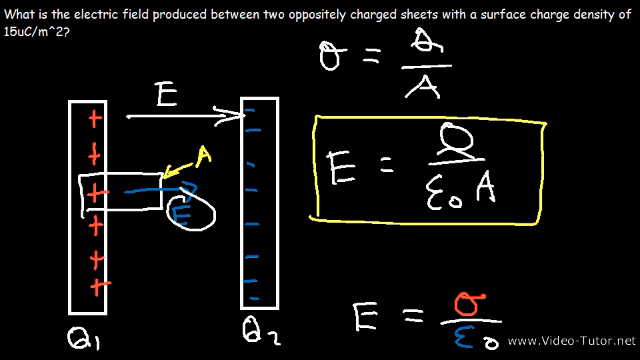 What is the electric field produced between two oppositely charged sheets with a surface charge density of
15uC/m^2?
σ = Q/A
E
A
E = Q/ε₀A
E
+ + + + + +
- - - - - - - -
E = σ/ε₀
Q₁
Q₂
www.Video-Tutor.net